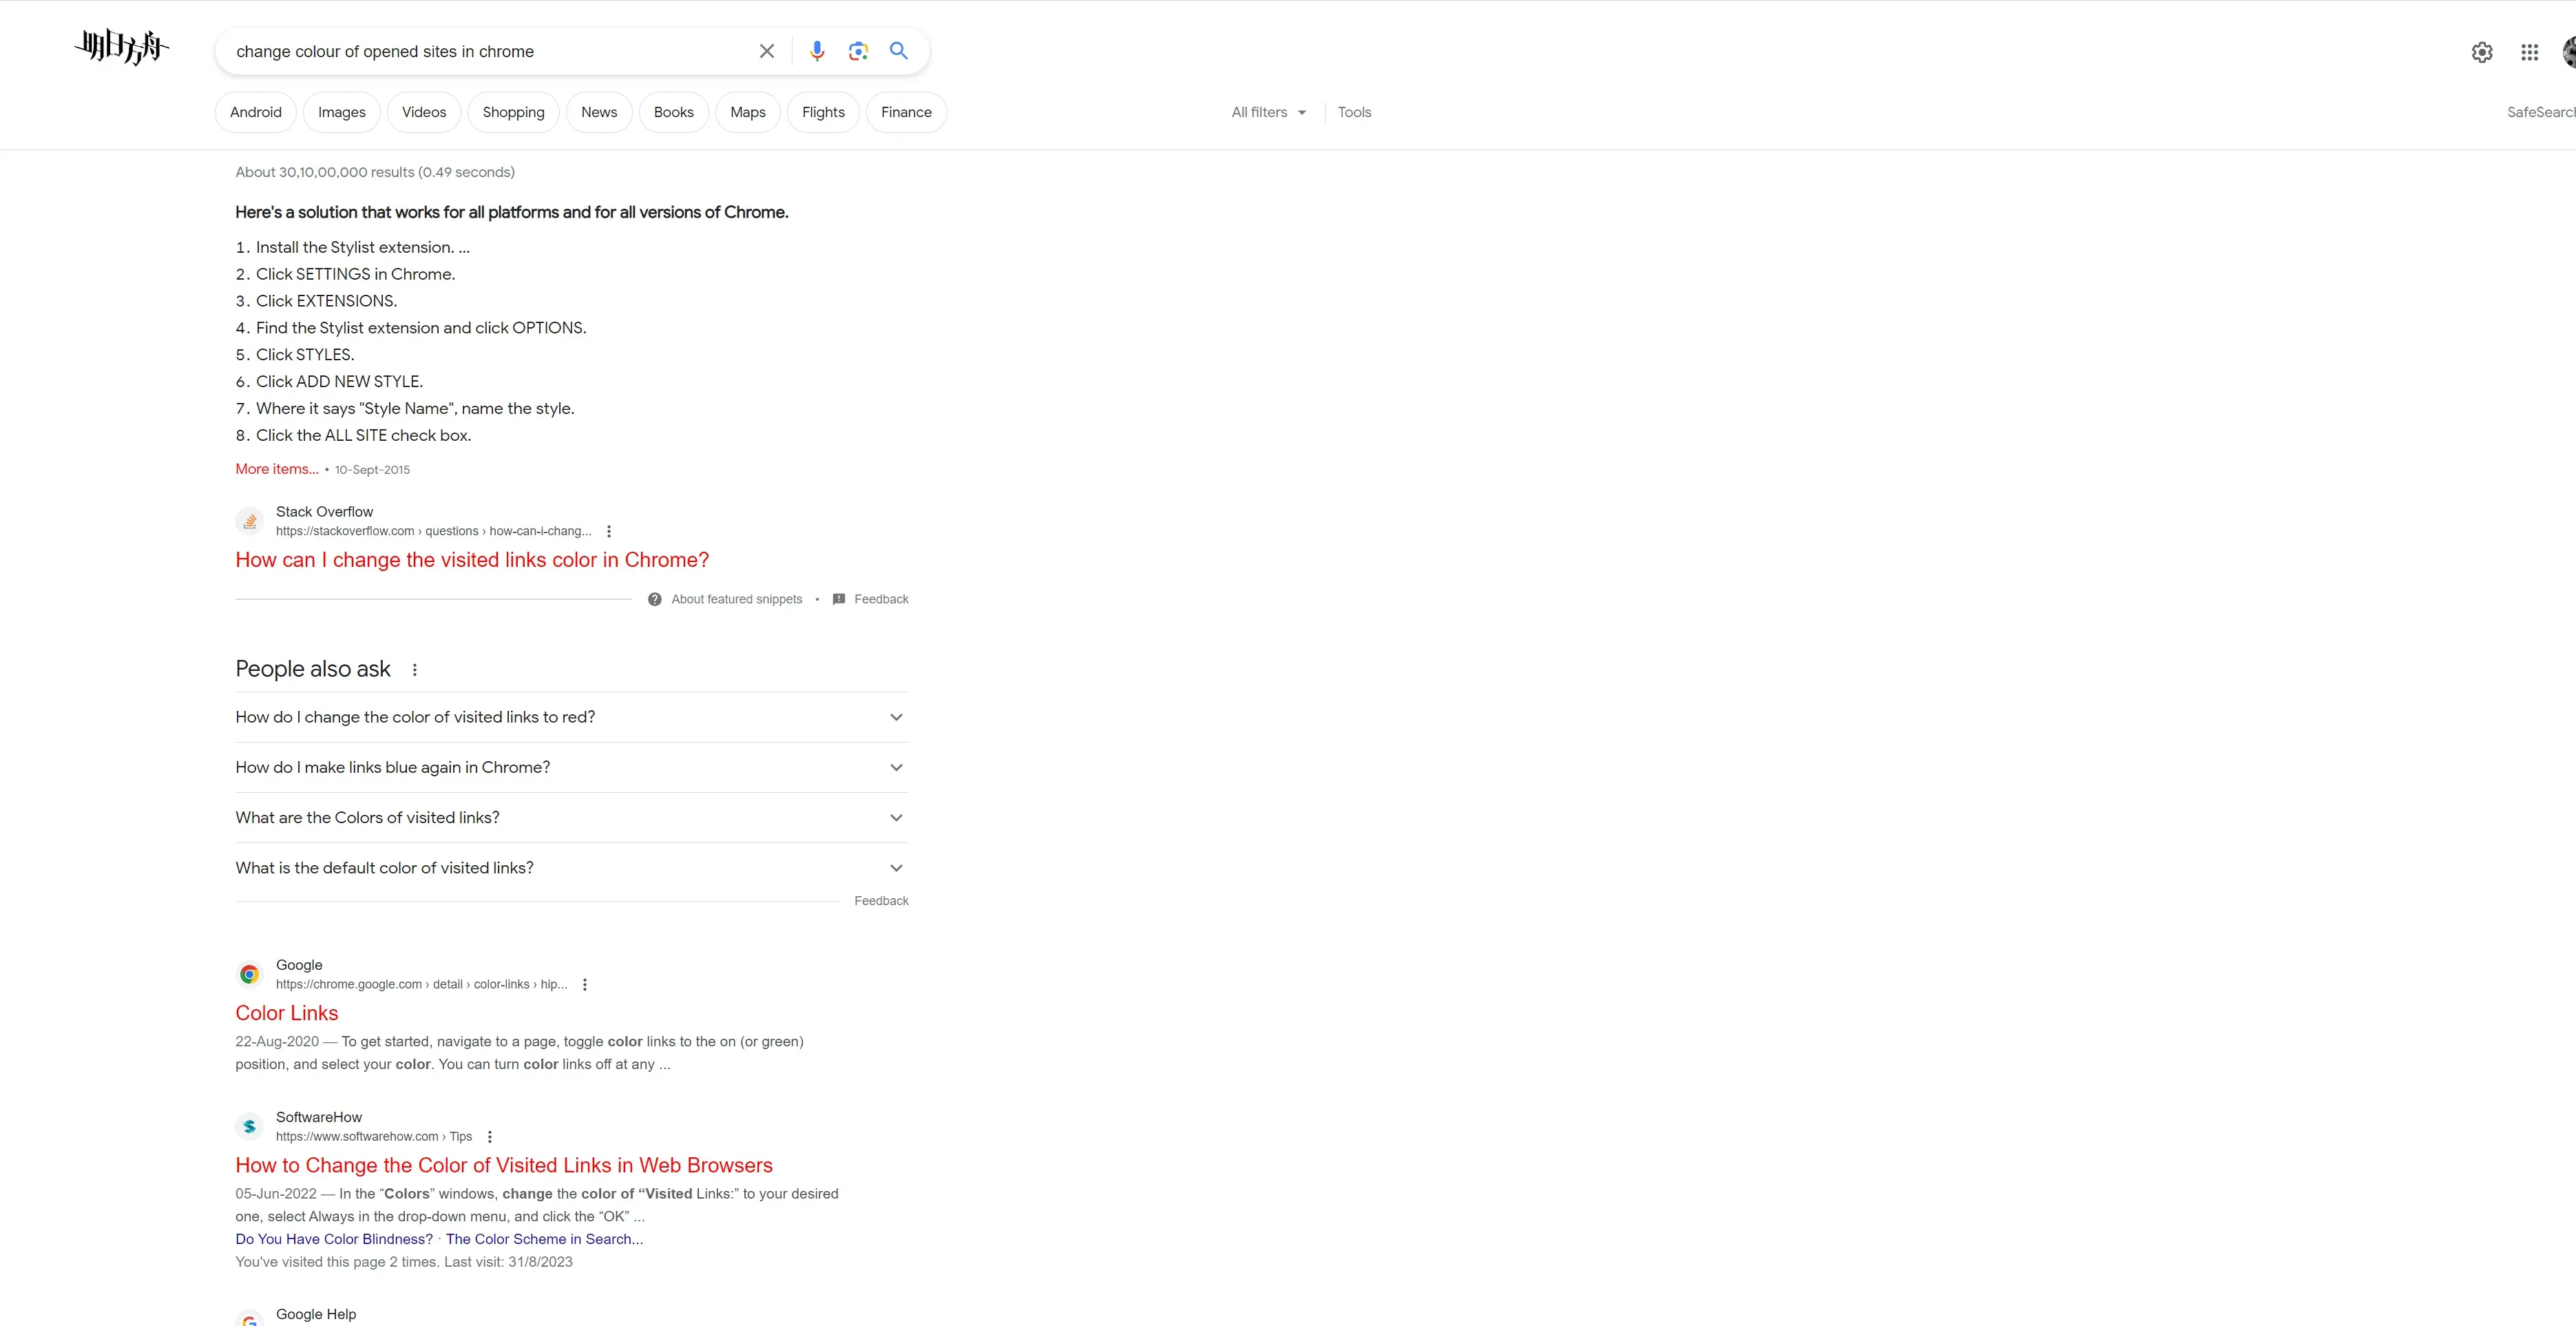 明日方舟
change colour of opened sites in chrome
Android Images Videos Shopping News Books Maps Flights Finance All filters Tools
About 30,10,00,000 results (0.49 seconds)
Here's a solution that works for all platforms and for all versions of Chrome.
1. Install the Stylist extension. ...
2. Click SETTINGS in Chrome.
3. Click EXTENSIONS.
4. Find the Stylist extension and click OPTIONS.
5. Click STYLES.
6. Click ADD NEW STYLE.
7. Where it says "Style Name", name the style.
8. Click the ALL SITE check box.
More items... • 10-Sept-2015
Stack Overflow
https://stackoverflow.com › questions › how-can-i-chang...
How can I change the visited links color in Chrome?
About featured snippets • Feedback
People also ask
How do I change the color of visited links to red?
How do I make links blue again in Chrome?
What are the Colors of visited links?
What is the default color of visited links?
Feedback
Google
https://chrome.google.com › detail › color-links › hip...
Color Links
22-Aug-2020 — To get started, navigate to a page, toggle color links to the on (or green)
position, and select your color. You can turn color links off at any ...
SoftwareHow
https://www.softwarehow.com › Tips
How to Change the Color of Visited Links in Web Browsers
05-Jun-2022 — In the “Colors” windows, change the color of “Visited Links:” to your desired
one, select Always in the drop-down menu, and click the “OK” ...
Do You Have Color Blindness? · The Color Scheme in Search...
You've visited this page 2 times. Last visit: 31/8/2023
Google Help